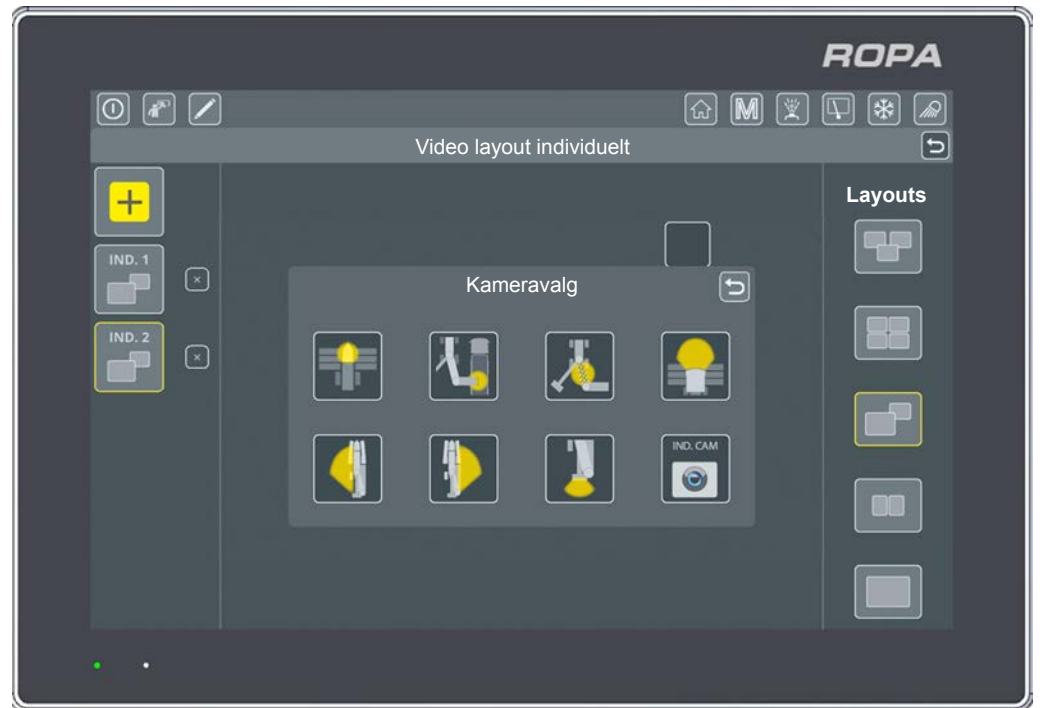 ROPA
M
Video layout individuelt
Layouts
IND. 1
Kameravalg
IND. 2
IND. CAM